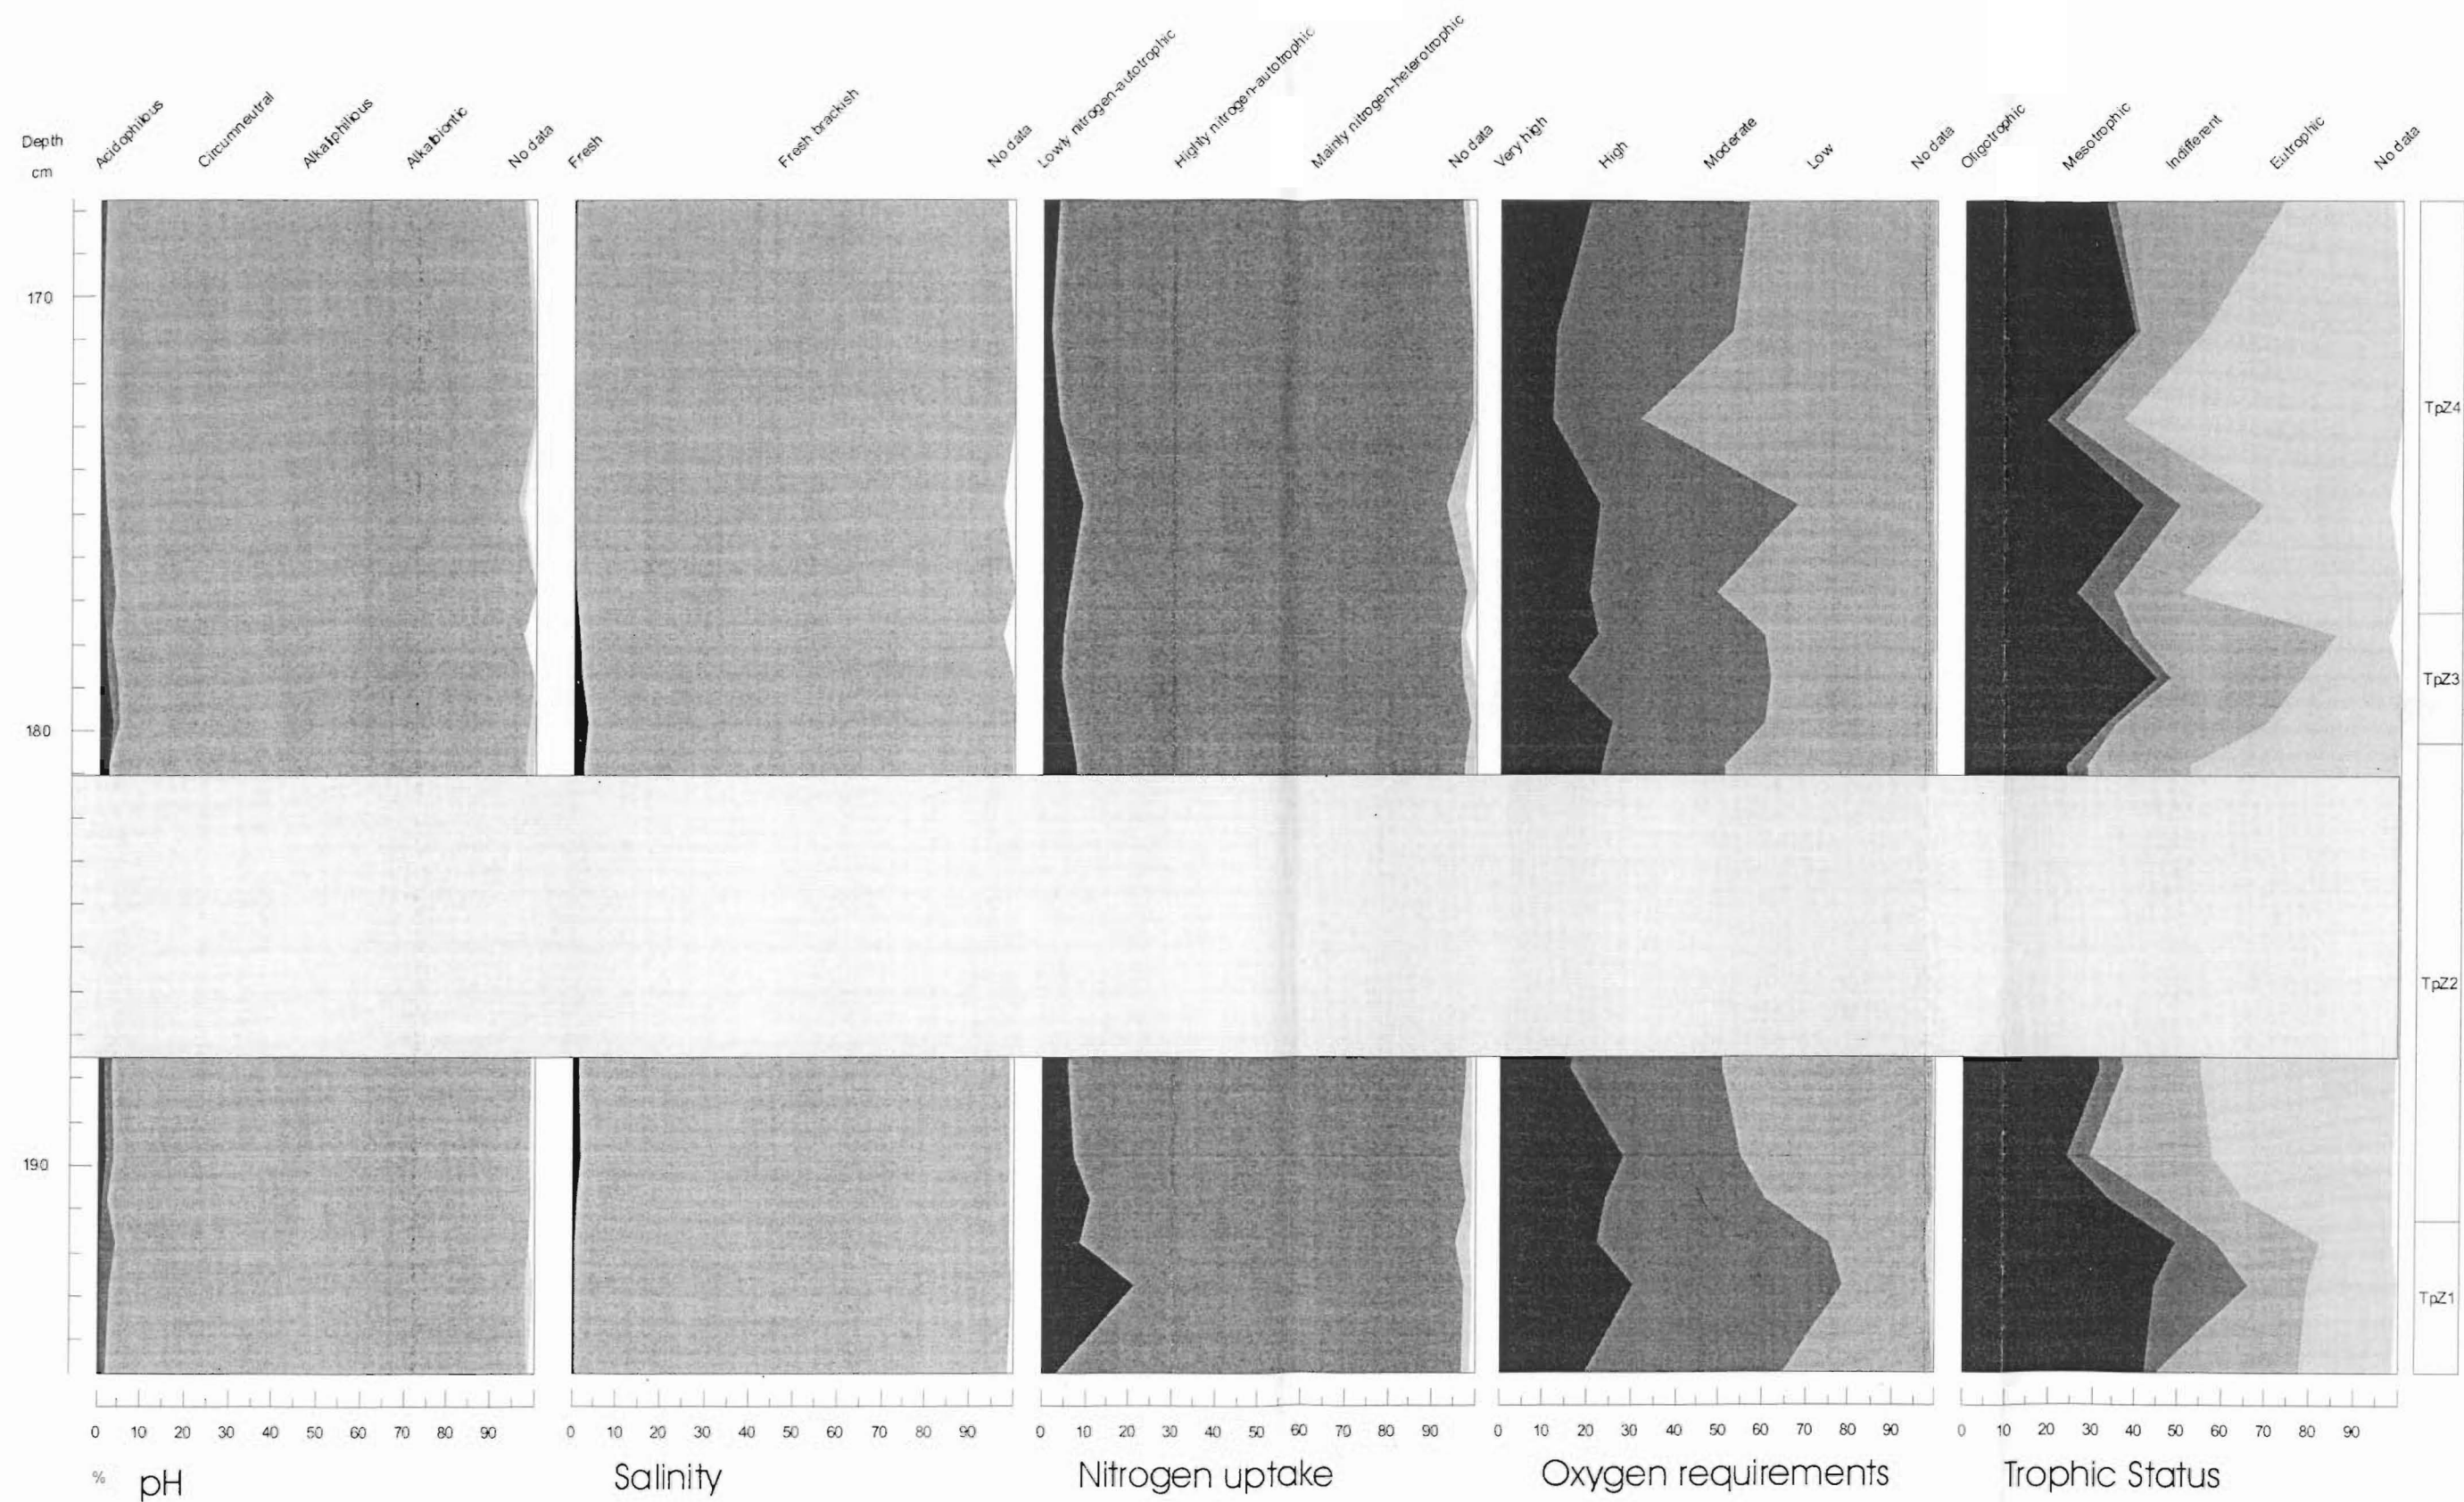 Depth
cm
Acidophilous
Circumneutral
Alkaliphilious
Alkalbiontic
No data
Fresh
Fresh brackish
No data
Lowly nitrogen-autotrophic
Highly nitrogen-autotrophic
Mainly nitrogen-heterotrophic
No data
Very high
High
Moderate
Low
No data
Oligotrophic
Mesotrophic
Indifferent
Eutrophic
No data
170
180
190
TpZ4
TpZ3
TpZ2
TpZ1
0 10 20 30 40 50 60 70 80 90
0 10 20 30 40 50 60 70 80 90
0 10 20 30 40 50 60 70 80 90
0 10 20 30 40 50 60 70 80 90
0 10 20 30 40 50 60 70 80 90
% pH
Salinity
Nitrogen uptake
Oxygen requirements
Trophic Status